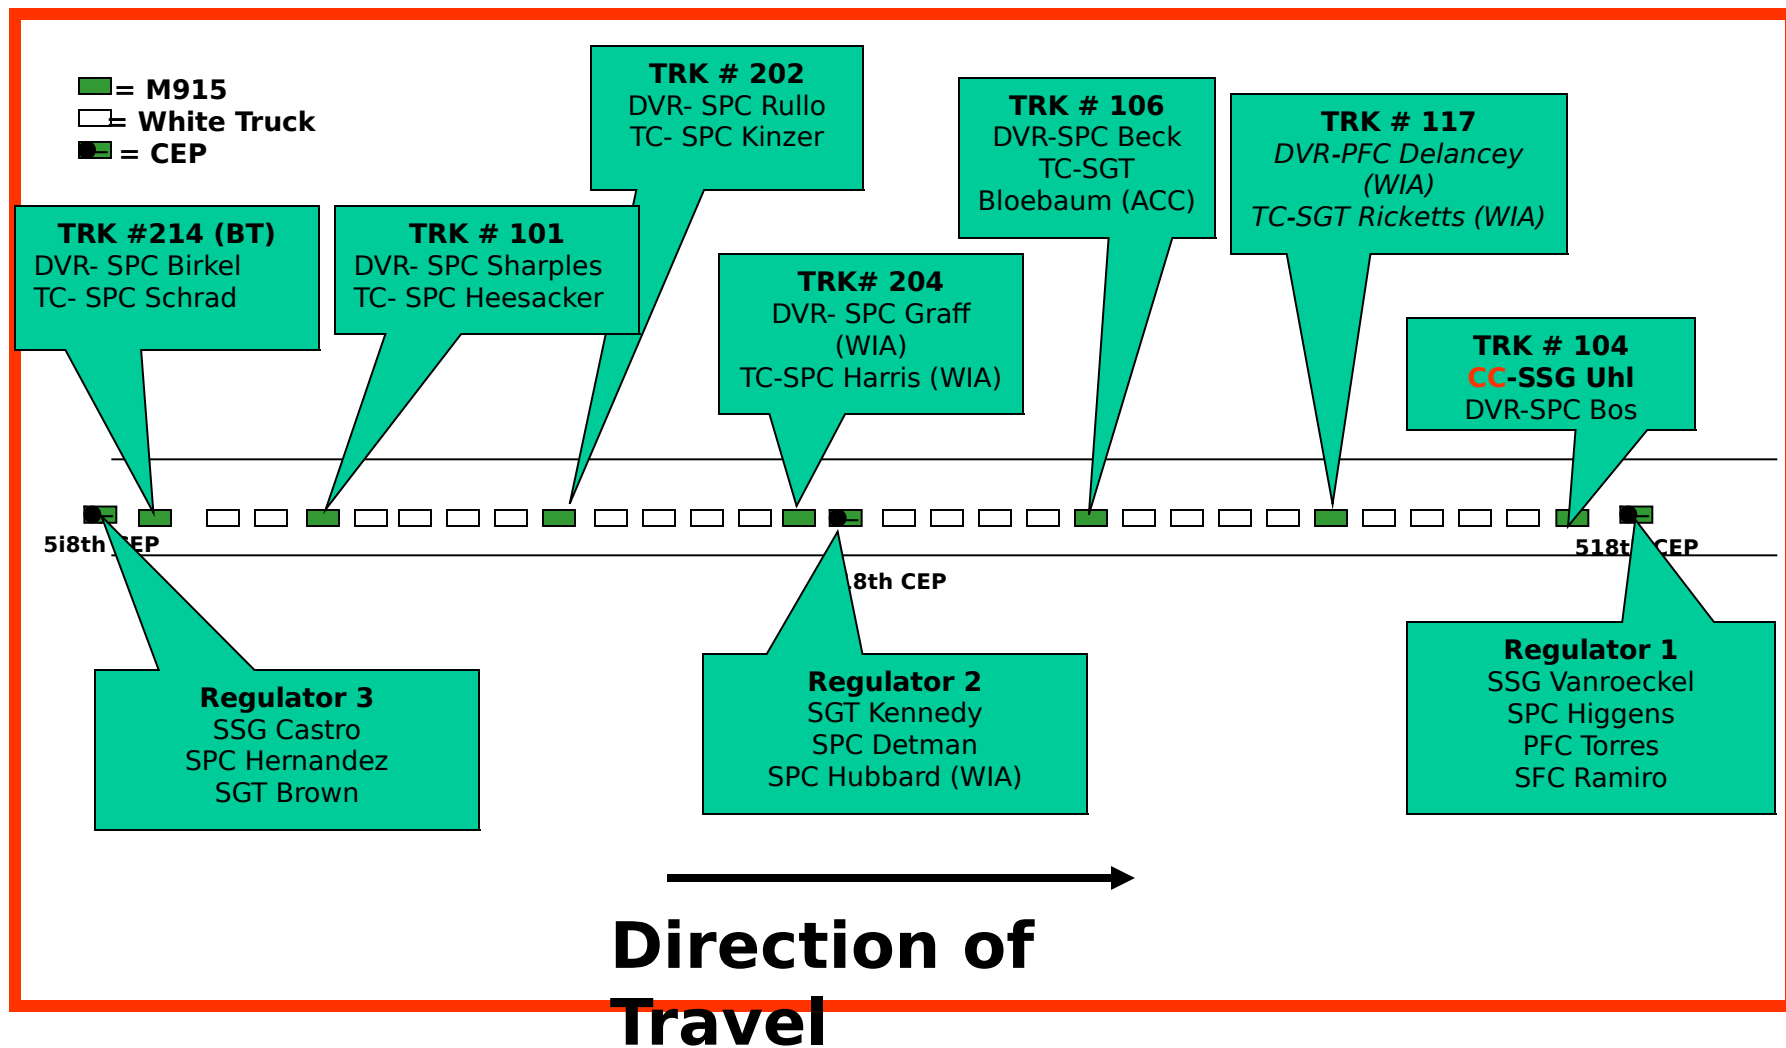 = M915
= White Truck
= CEP
TRK # 202
DVR- SPC Rullo
TC- SPC Kinzer
TRK # 106
DVR-SPC Beck
TC-SGT
Bloebaum (ACC)
TRK # 117
DVR-PFC Delancey
(WIA)
TC-SGT Ricketts (WIA)
TRK #214 (BT)
DVR- SPC Birkel
TC- SPC Schrad
TRK # 101
DVR- SPC Sharples
TC- SPC Heesacker
TRK# 204
DVR- SPC Graff
(WIA)
TC-SPC Harris (WIA)
TRK # 104
CC-SSG Uhl
DVR-SPC Bos
5i8th CEP
518th CEP
8th CEP
Regulator 3
SSG Castro
SPC Hernandez
SGT Brown
Regulator 2
SGT Kennedy
SPC Detman
SPC Hubbard (WIA)
Regulator 1
SSG Vanroeckel
SPC Higgens
PFC Torres
SFC Ramiro
Direction of
Travel